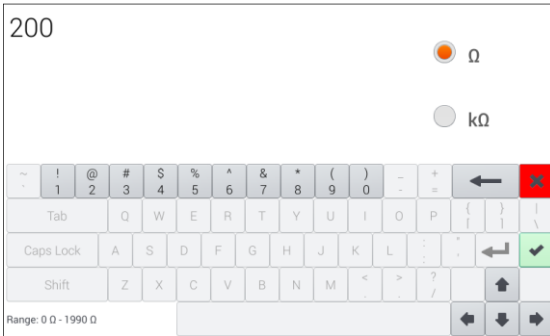 200
Ω
kΩ
~ ! @ # $ % ^ & * ( ) _ +
` 1 2 3 4 5 6 7 8 9 0 - =
Tab Q W E R T Y U I O P { } |
[ ] \
Caps Lock A S D F G H J K L : "
; '
Shift Z X C V B N M < > ?
, . /
Range: 0 Ω - 1990 Ω